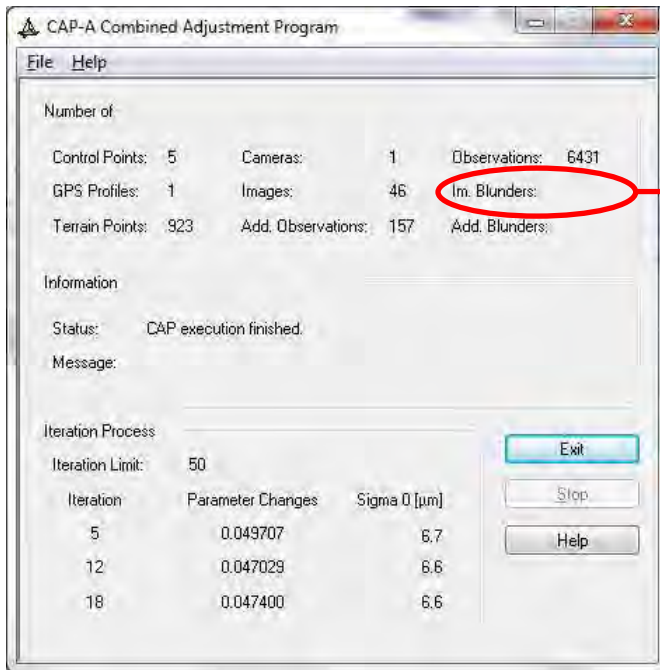 CAP-A Combined Adjustment Program
File Help
Number of
Control Points: 5 Cameras: 1 Observations: 6431
GPS Profiles: 1 Images: 46 Im. Blunders:
Terrain Points: 923 Add. Observations: 157 Add. Blunders:
Information
Status: CAP execution finished.
Message:
Iteration Process
Iteration Limit: 50
Exit
Iteration Parameter Changes Sigma 0 [µm]
Stop
5 0.049707 6.7
Help
12 0.047029 6.6
18 0.047400 6.6